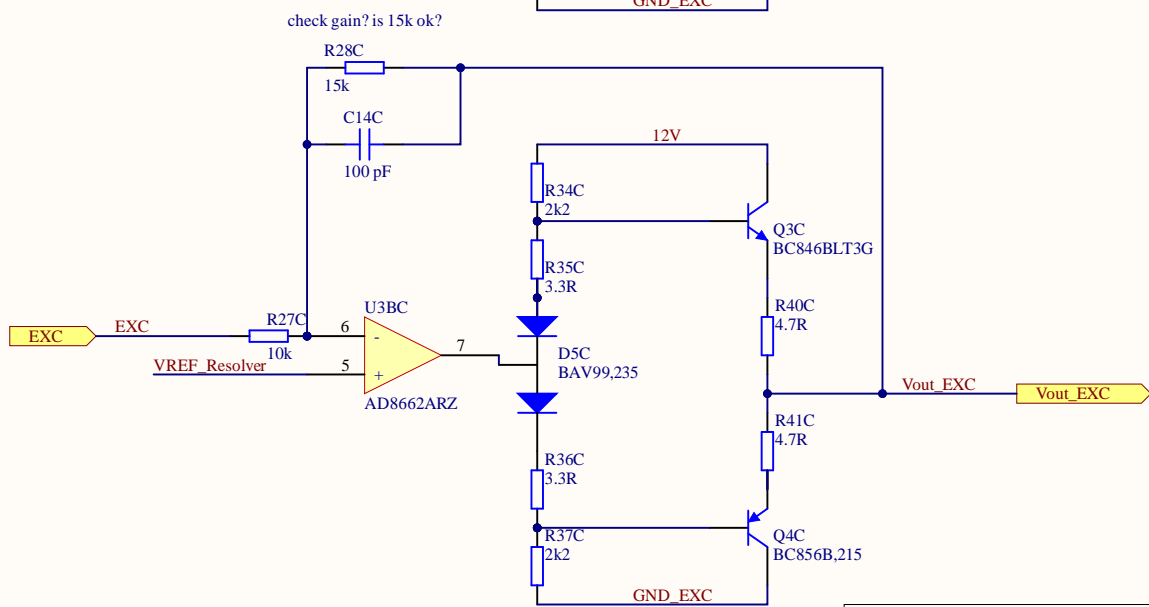 GND_EXC
check gain? is 15k ok?
R28C
15k
C14C
100 pF
12V
R34C
2k2
Q3C
BC846BLT3G
R35C
3.3R
R40C
4.7R
U3BC
EXC
EXC
R27C
10k
6
-
7
VREF_Resolver
5
+
D5C
BAV99,235
AD8662ARZ
Vout_EXC
Vout_EXC
R41C
4.7R
R36C
3.3R
R37C
2k2
Q4C
BC856B,215
GND_EXC